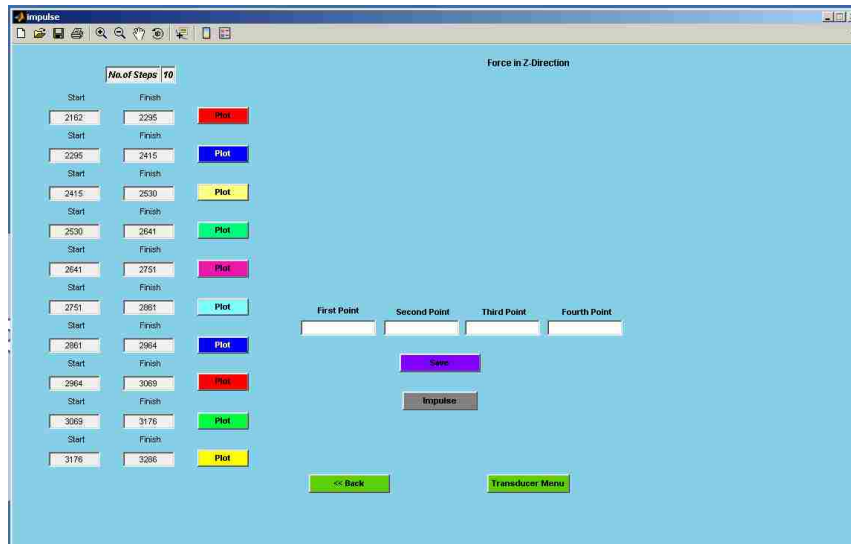 Impulse
Force in Z-Direction
No.of Steps 10
Start Finish
2162 2295 Plot
Start Finish
2295 2415 Plot
Start Finish
2415 2530 Plot
Start Finish
2530 2641 Plot
Start Finish
2641 2751 Plot
Start Finish
2751 2861 Plot
Start Finish
2861 2964 Plot
Start Finish
2964 3069 Plot
Start Finish
3069 3176 Plot
Start Finish
3176 3286 Plot
First Point Second Point Third Point Fourth Point
Save
Impulse
<< Back Transducer Menu